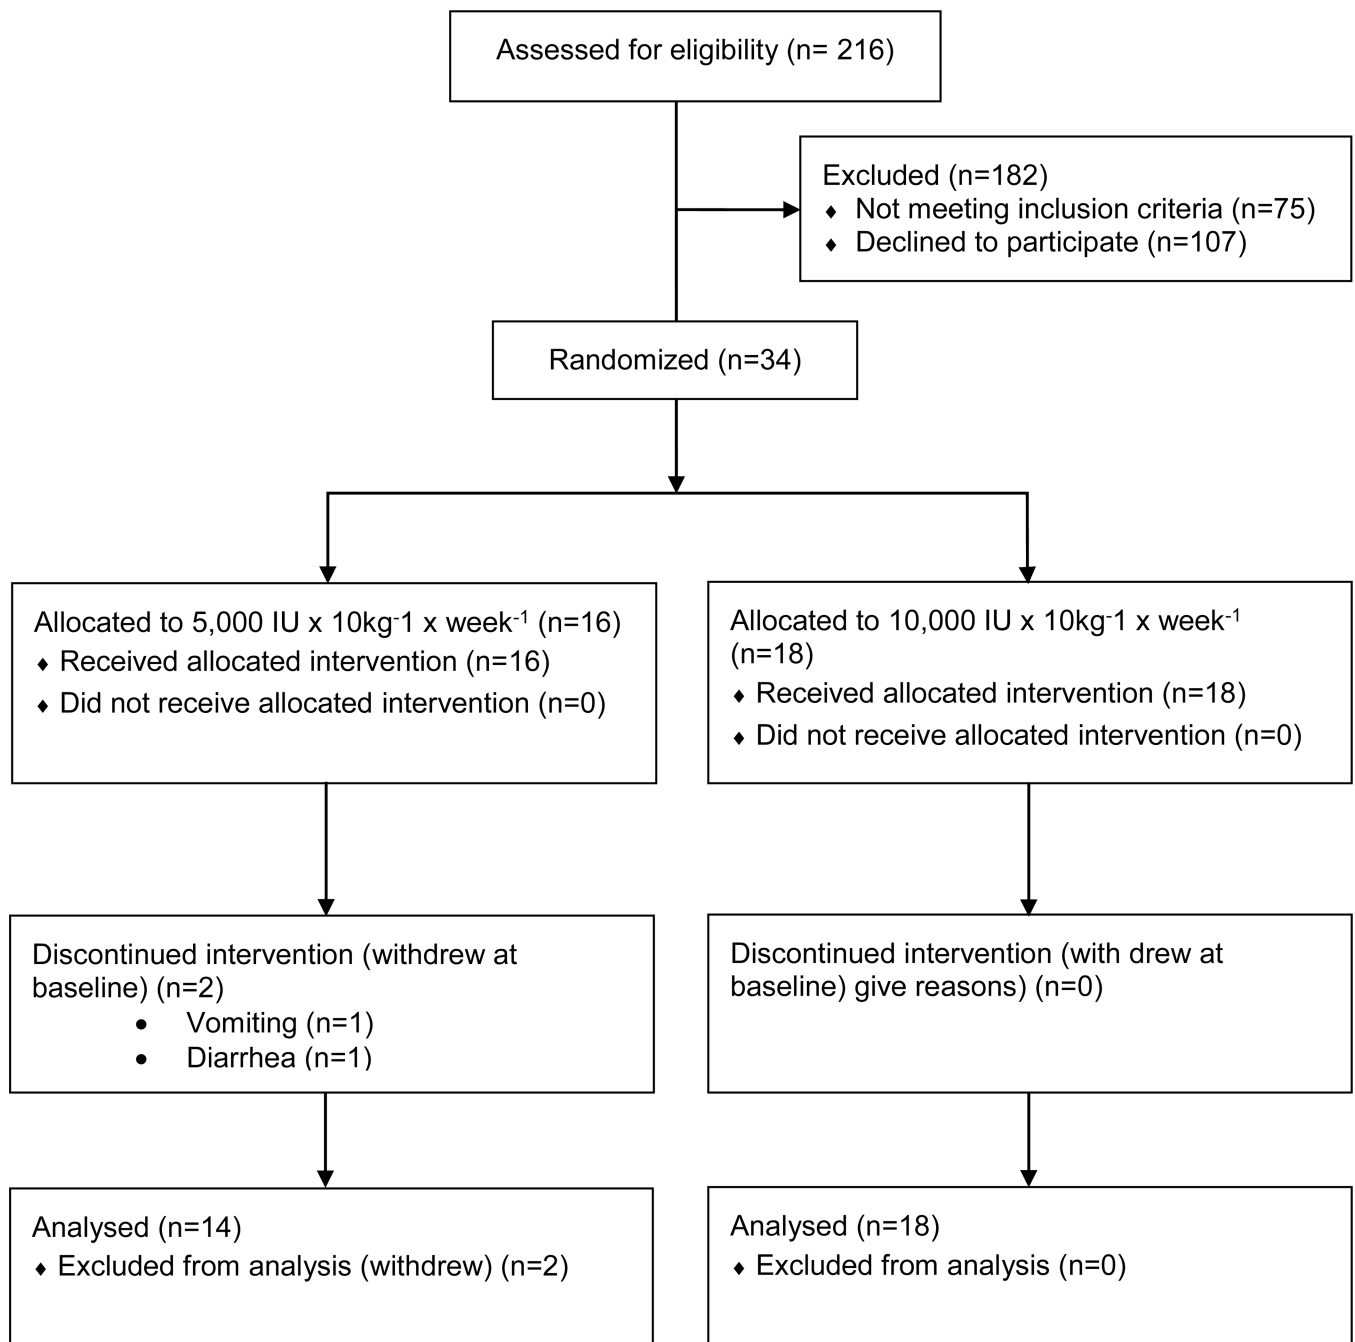 Assessed for eligibility (n= 216)
Excluded (n=182)
♦ Not meeting inclusion criteria (n=75)
♦ Declined to participate (n=107)
Randomized (n=34)
Allocated to 5,000 IU x 10kg⁻¹ x week⁻¹ (n=16)
♦ Received allocated intervention (n=16)
♦ Did not receive allocated intervention (n=0)
Allocated to 10,000 IU x 10kg⁻¹ x week⁻¹
(n=18)
♦ Received allocated intervention (n=18)
♦ Did not receive allocated intervention (n=0)
Discontinued intervention (withdrew at
baseline) (n=2)
• Vomiting (n=1)
• Diarrhea (n=1)
Discontinued intervention (with drew at
baseline) give reasons) (n=0)
Analysed (n=14)
♦ Excluded from analysis (withdrew) (n=2)
Analysed (n=18)
♦ Excluded from analysis (n=0)